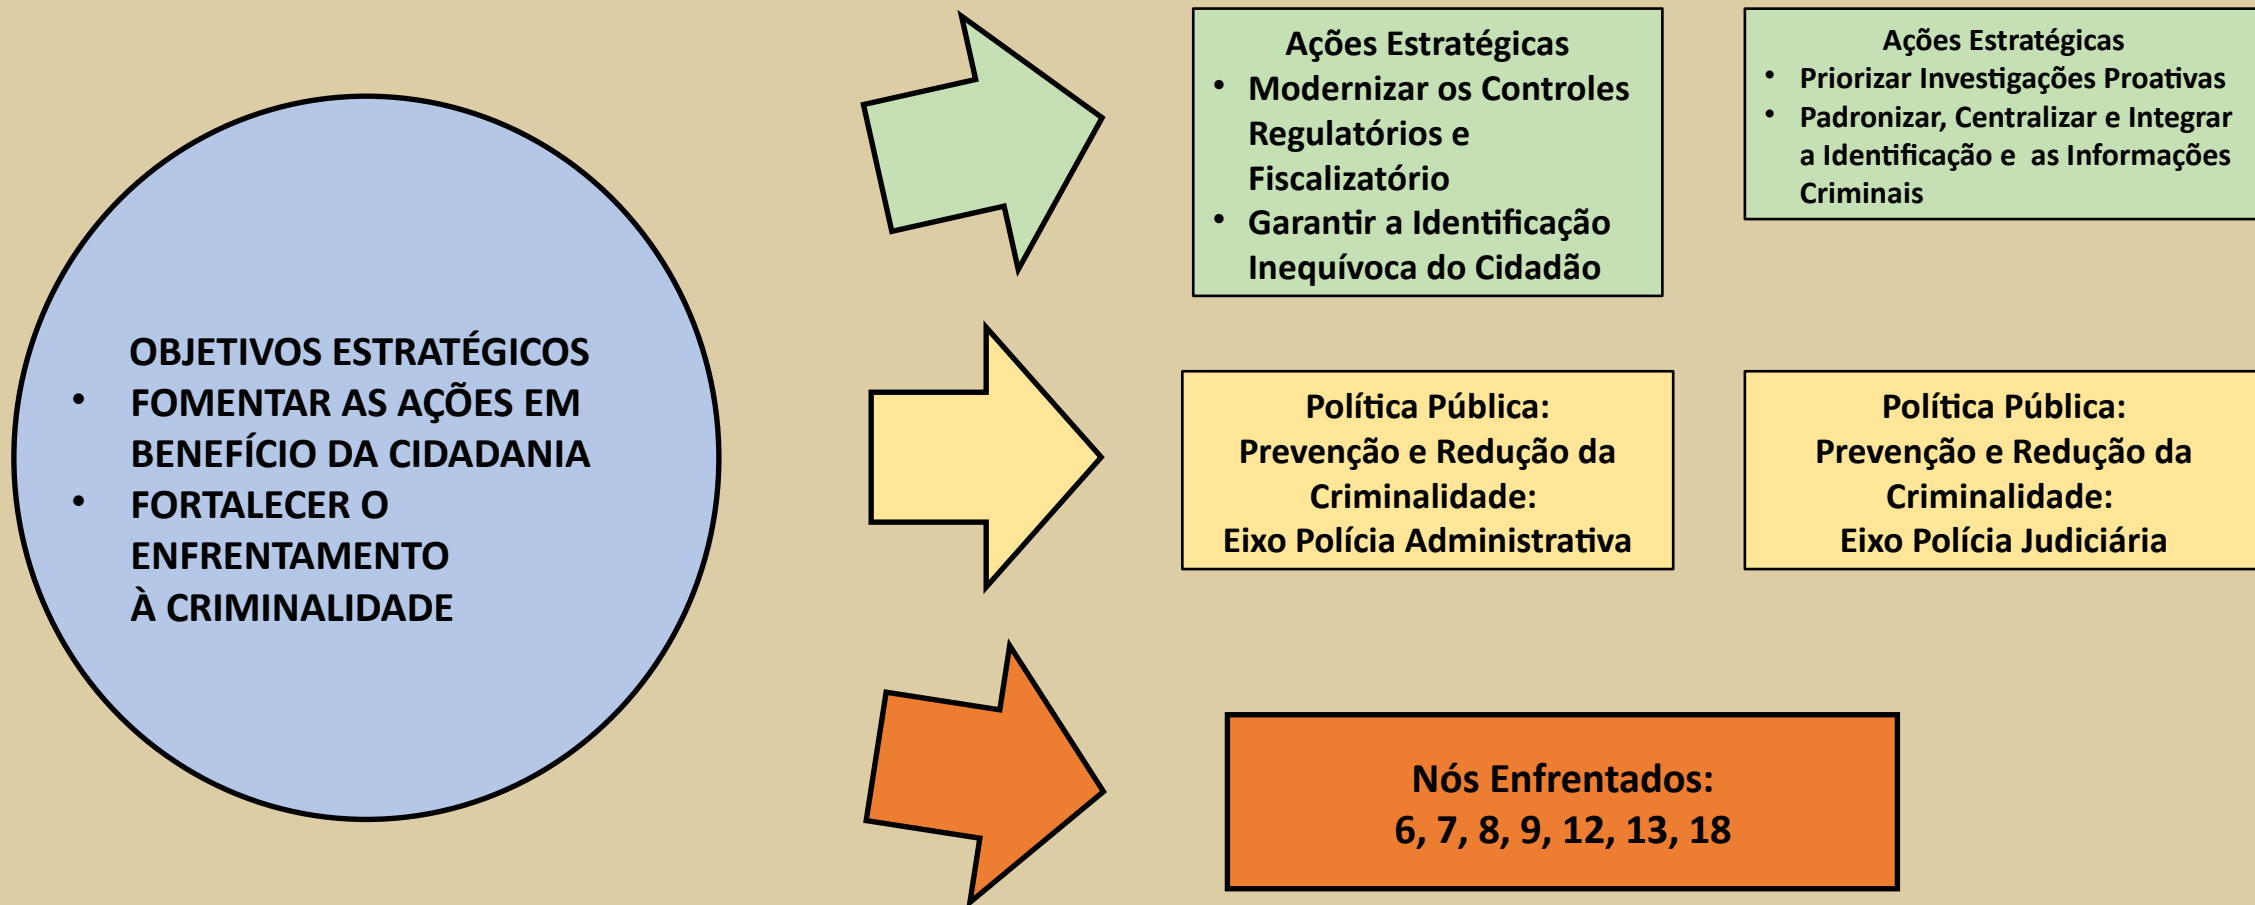 OBJETIVOS ESTRATÉGICOS
• FOMENTAR AS AÇÕES EM
BENEFÍCIO DA CIDADANIA
• FORTALECER O
ENFRENTAMENTO
À CRIMINALIDADE
Ações Estratégicas
• Modernizar os Controles
Regulatórios e
Fiscalizatório
• Garantir a Identificação
Inequívoca do Cidadão
Ações Estratégicas
• Priorizar Investigações Proativas
• Padronizar, Centralizar e Integrar
a Identificação e as Informações
Criminais
Política Pública:
Prevenção e Redução da
Criminalidade:
Eixo Polícia Administrativa
Política Pública:
Prevenção e Redução da
Criminalidade:
Eixo Polícia Judiciária
Nós Enfrentados:
6, 7, 8, 9, 12, 13, 18